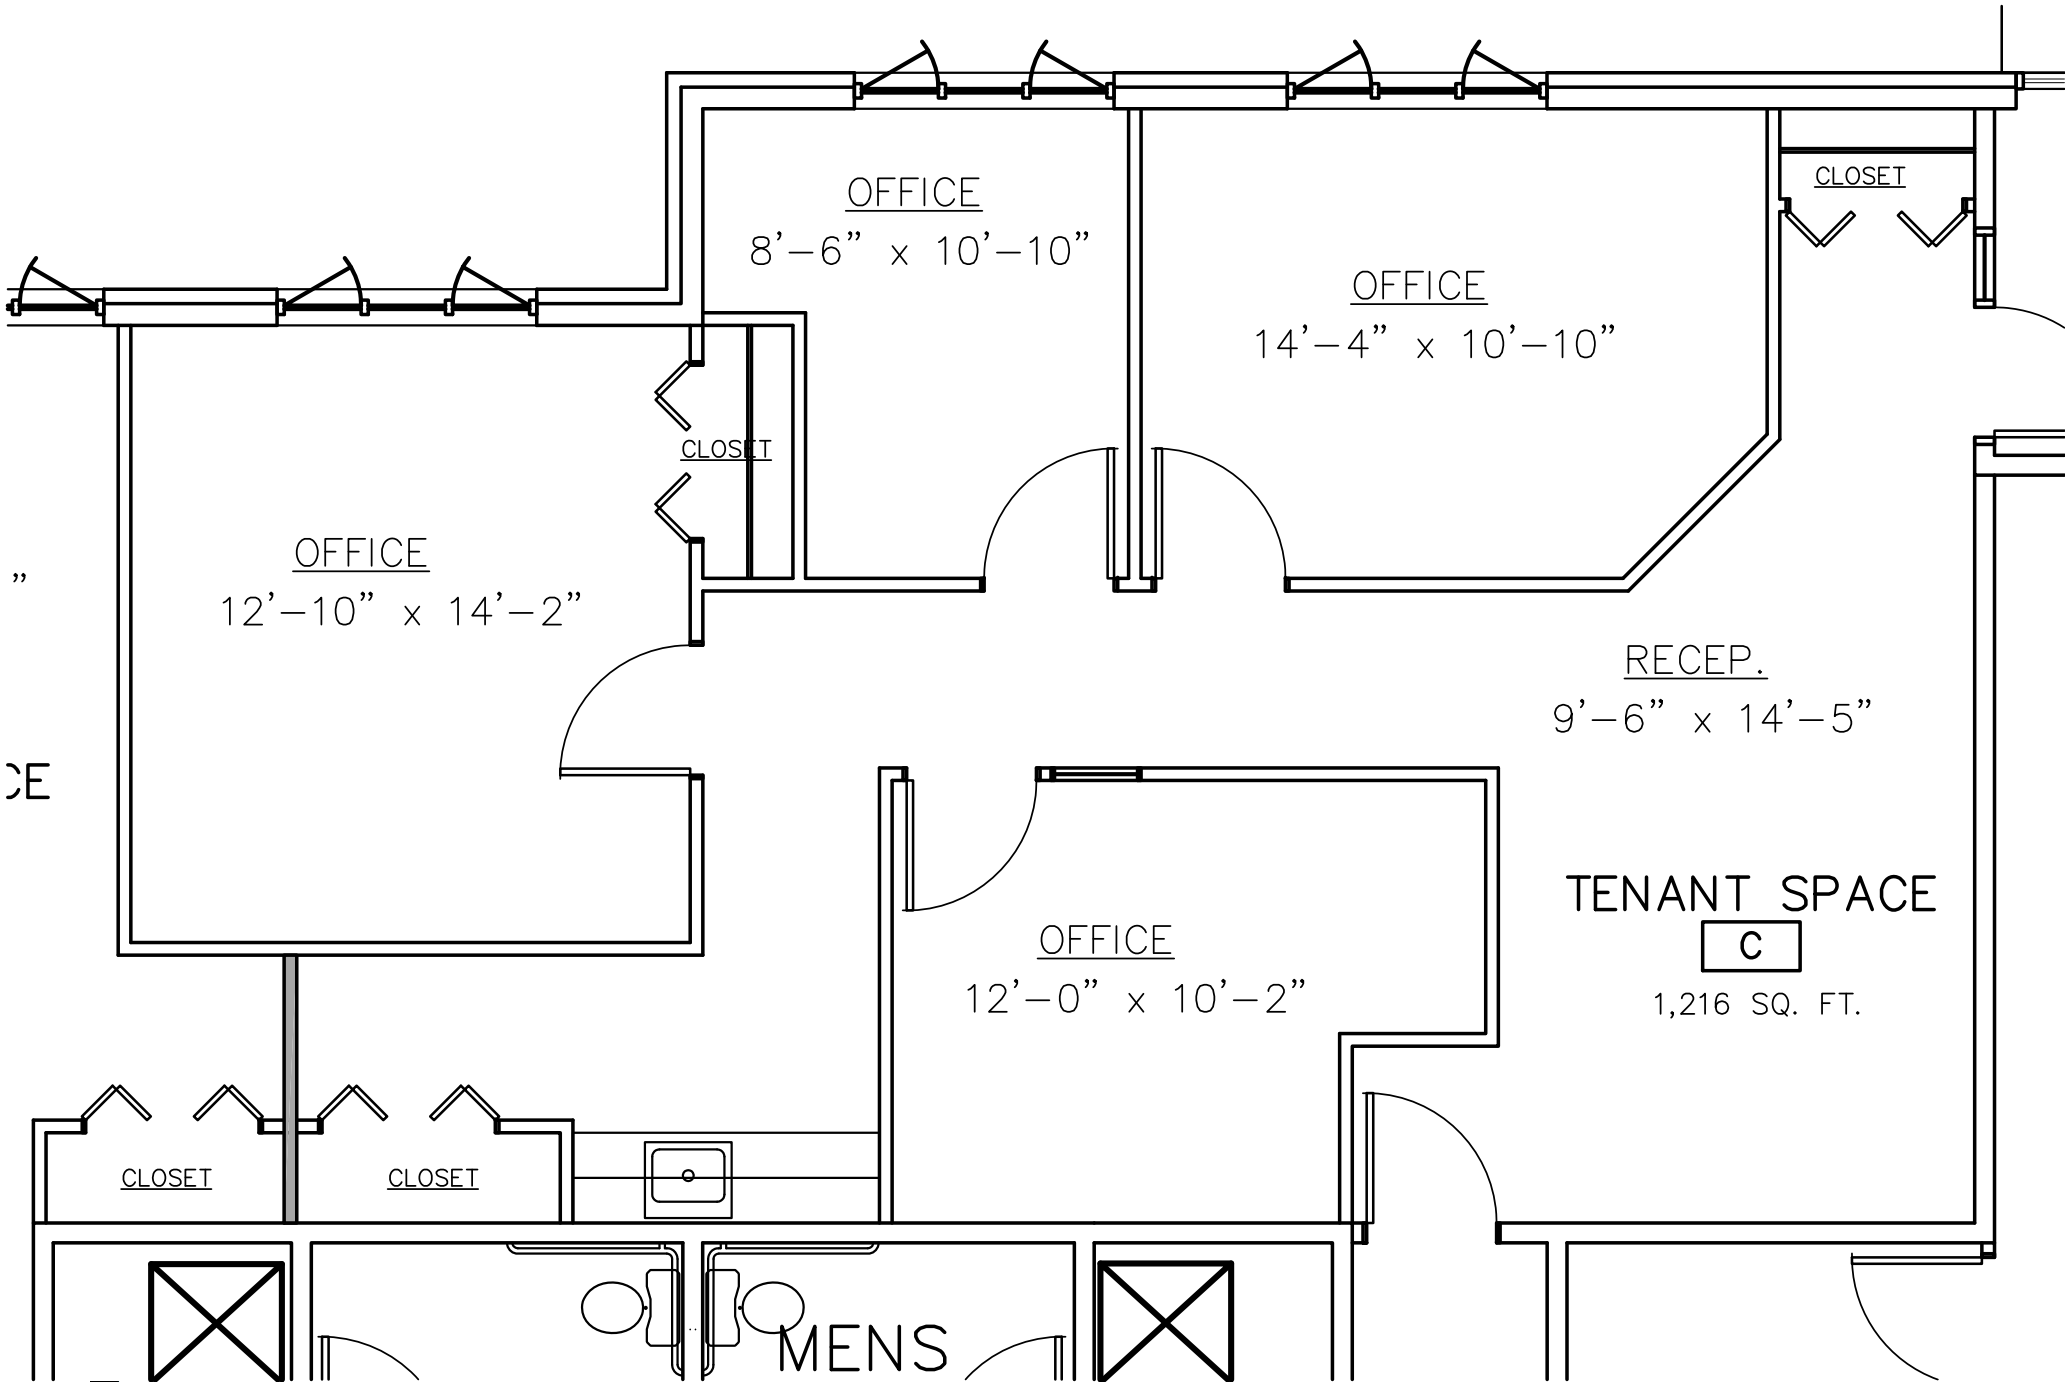 OFFICE
8'-6" x 10'-10"
CLOSET
OFFICE
14'-4" x 10'-10"
CLOSET
OFFICE
12'-10" x 14'-2"
"
RECEP.
9'-6" x 14'-5"
CE
TENANT SPACE
C
1,216 SQ. FT.
OFFICE
12'-0" x 10'-2"
CLOSET
CLOSET
MENS